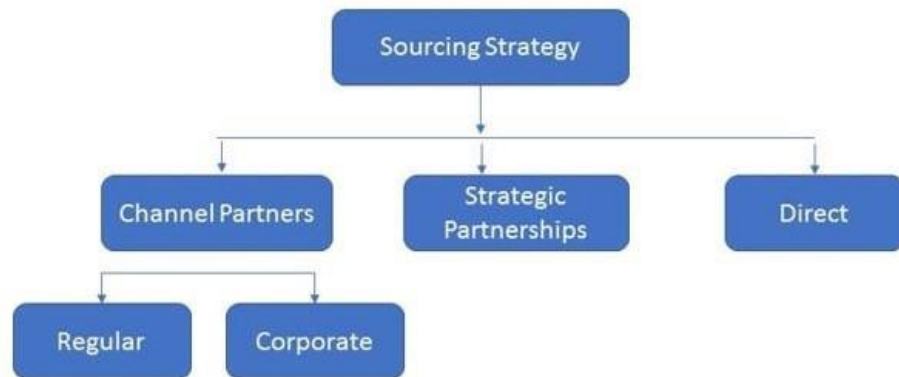 Sourcing Strategy
Channel Partners
Strategic
Partnerships
Direct
Regular
Corporate